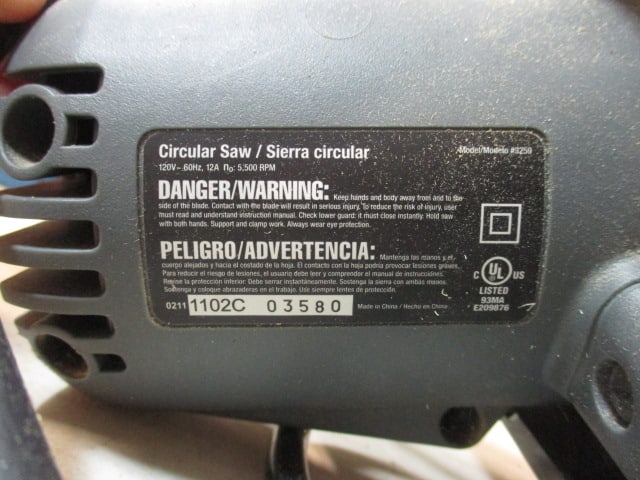 Circular Saw / Sierra circular
Model/Modelo #3259
120V~ 60Hz, 12A n₀: 5,500 RPM
DANGER/WARNING: Keep hands and body away from and to the
side of the blade. Contact with the blade will result in serious injury. To reduce the risk of injury, user
must read and understand instruction manual. Check lower guard: it must close instantly. Hold saw
with both hands. Support and clamp work. Always wear eye protection.
PELIGRO/ADVERTENCIA: Mantenga las manos y el
cuerpo alejados y hacia el costado de la hoja. El contacto con la hoja podría provocar lesiones graves.
Para reducir el riesgo de lesiones, el usuario debe leer y comprender el manual de instrucciones.
Revise la protección inferior: Debe serrar instantáneamente. Sostenga la sierra con ambas manos.
Sostenga y coloque abrazaderas en el trabajo. Use siempre lentes de protección.
0211 1102C 03580 Made in China / Hecho en China
C UL US
LISTED
93MA
E209876